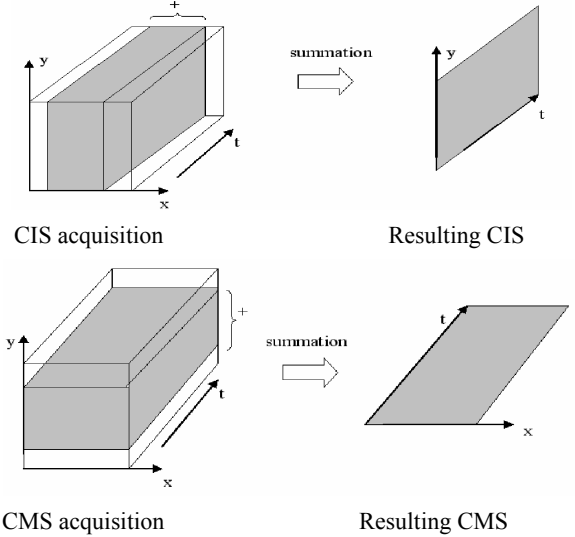 +
y
summation
y
t
x
t
CIS acquisition Resulting CIS
+
y
t
summation
t
x
x
CMS acquisition Resulting CMS